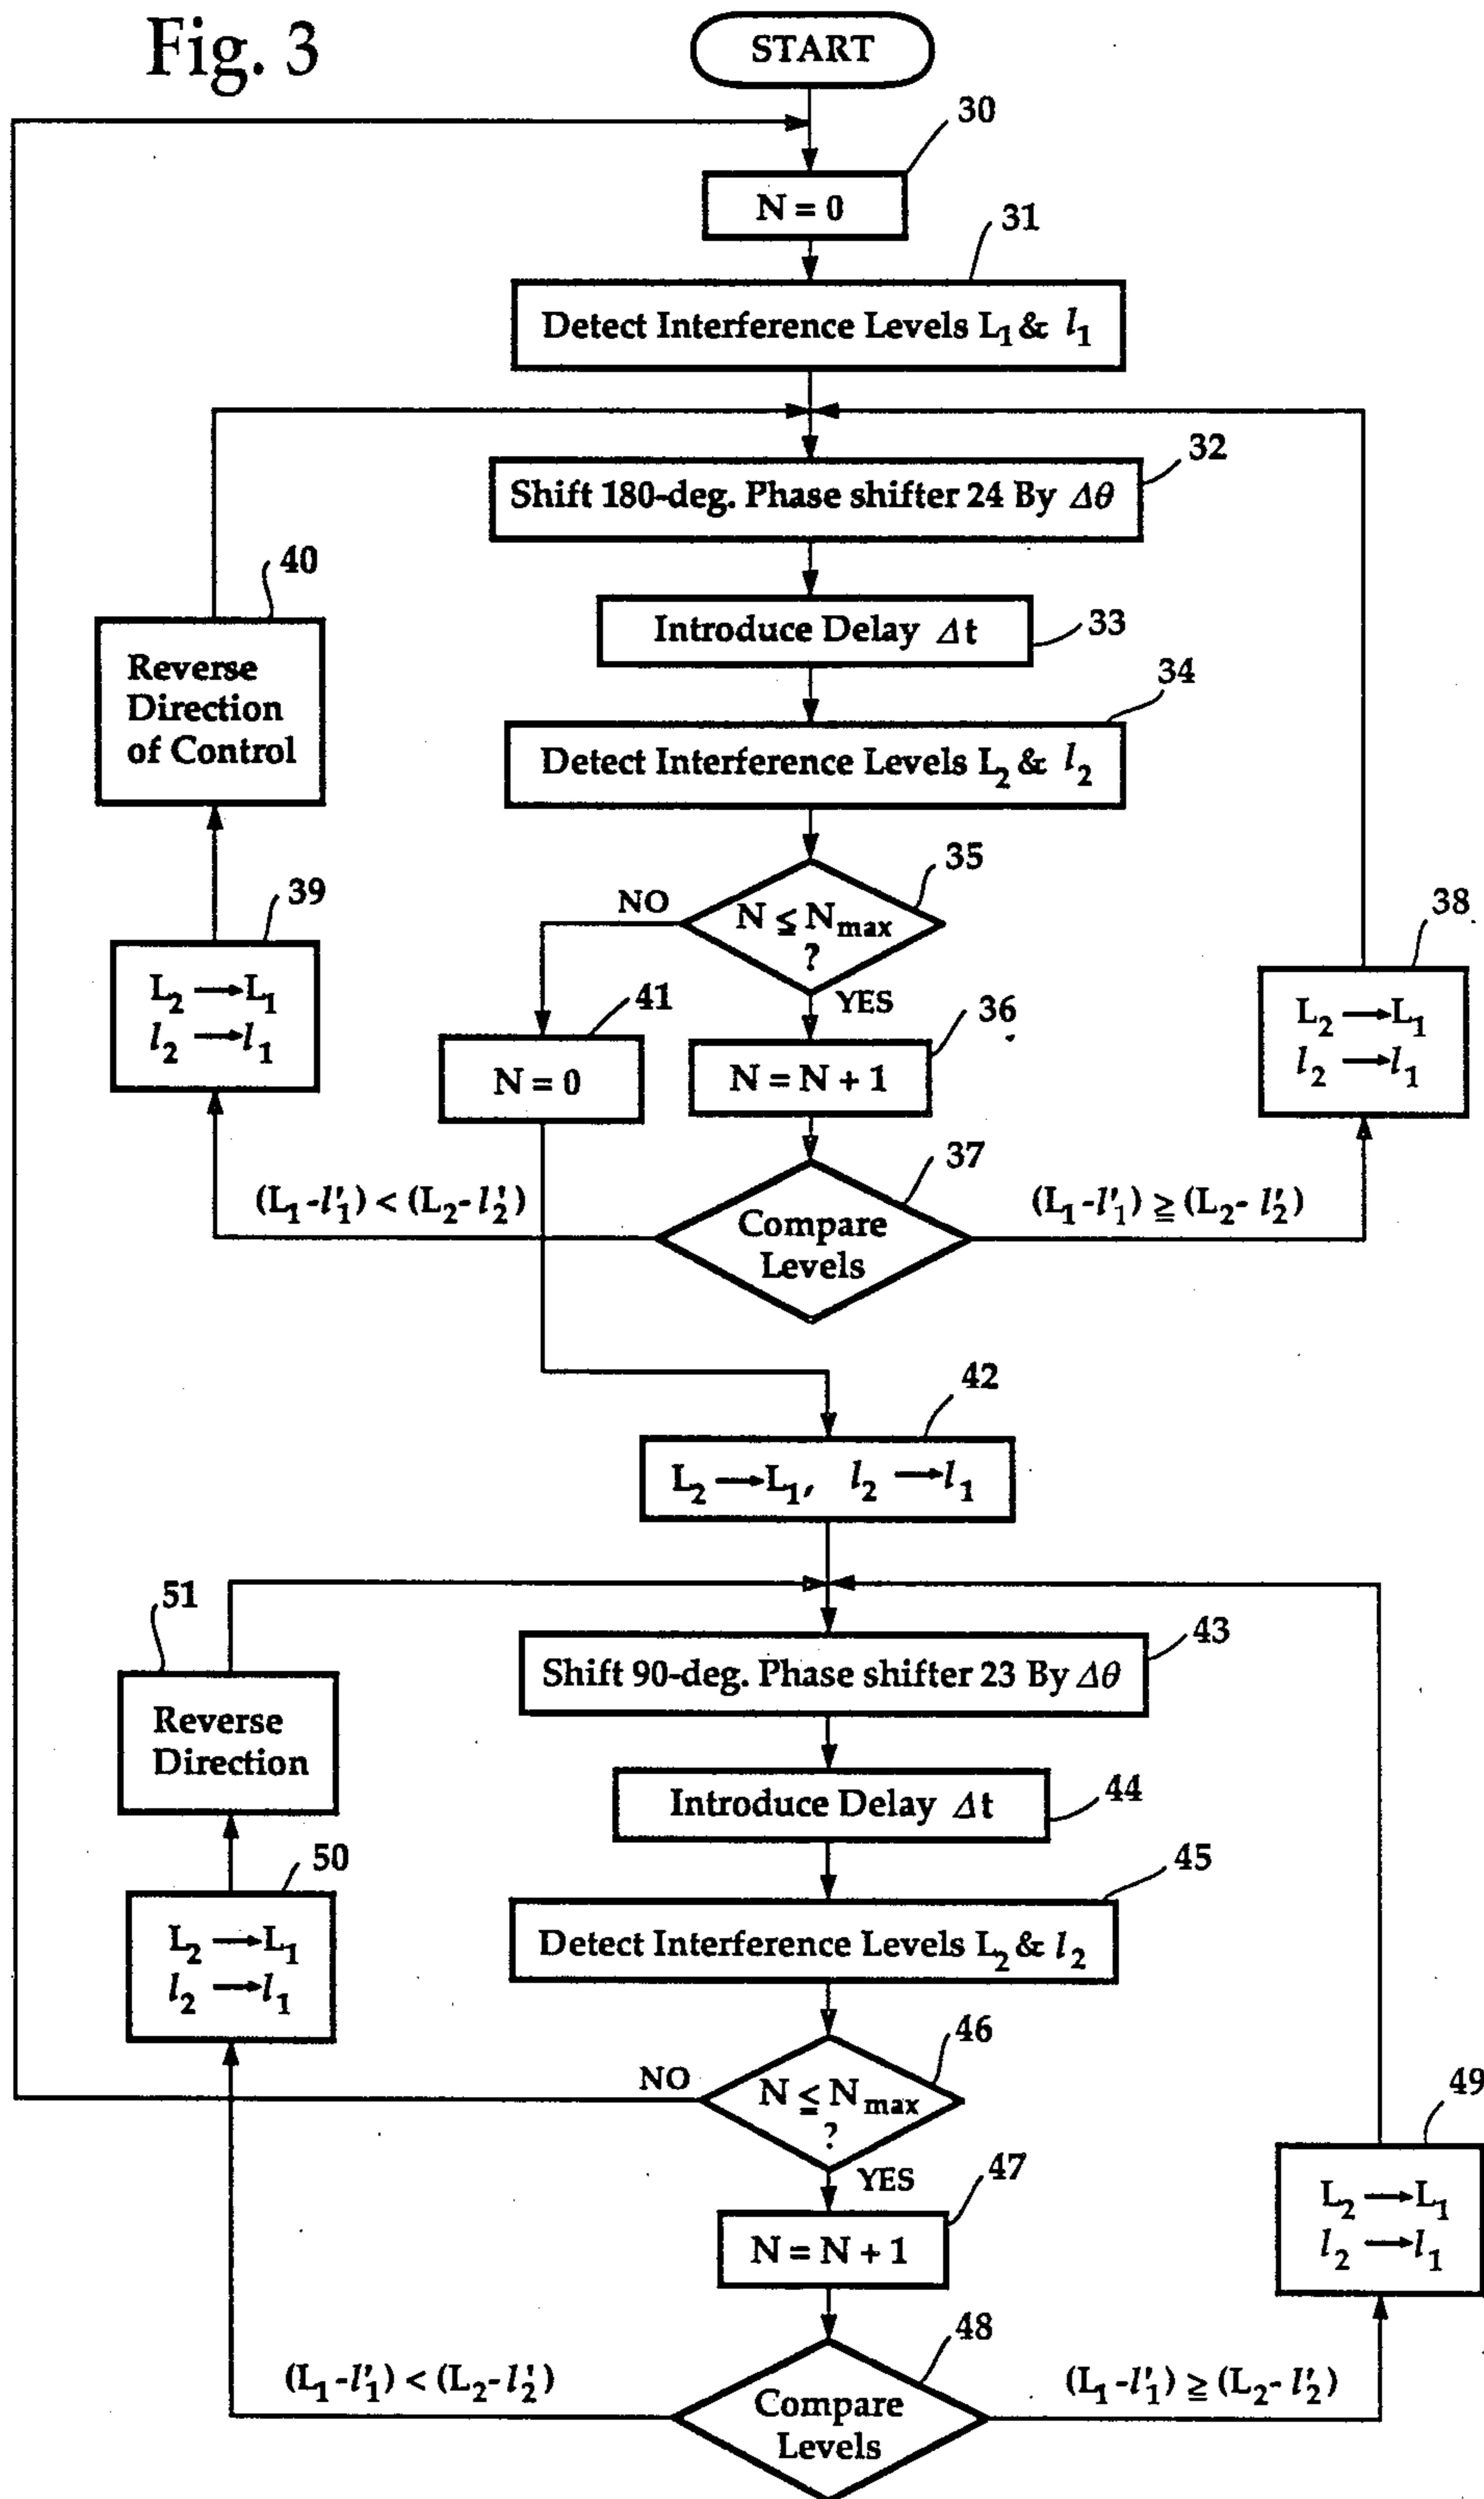 Fig. 3
START
30
N = 0
31
Detect Interference Levels L₁ & l₁
32
Shift 180-deg. Phase shifter 24 By Δθ
40
Reverse
Direction
of Control
33
Introduce Delay Δt
34
Detect Interference Levels L₂ & l₂
35
N ≦ Nmax
?
NO
YES
39
L₂ → L₁
l₂ → l₁
41
N = 0
36
N = N + 1
38
L₂ → L₁
l₂ → l₁
37
Compare
Levels
(L₁-l'₁) < (L₂-l'₂)
(L₁-l'₁) ≧ (L₂-l'₂)
42
L₂ → L₁, l₂ → l₁
51
Reverse
Direction
43
Shift 90-deg. Phase shifter 23 By Δθ
44
Introduce Delay Δt
50
L₂ → L₁
l₂ → l₁
45
Detect Interference Levels L₂ & l₂
46
N ≦ Nmax
?
NO
YES
47
N = N + 1
49
L₂ → L₁
l₂ → l₁
48
Compare
Levels
(L₁-l'₁) < (L₂-l'₂)
(L₁-l'₁) ≧ (L₂-l'₂)